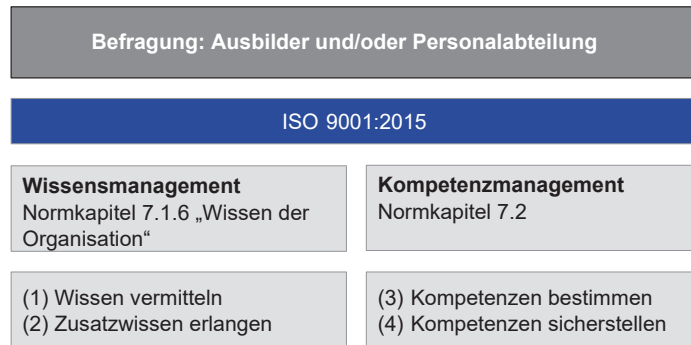 Befragung: Ausbilder und/oder Personalabteilung
ISO 9001:2015
Wissensmanagement
Normkapitel 7.1.6 „Wissen der
Organisation“
Kompetenzmanagement
Normkapitel 7.2
(1) Wissen vermitteln
(2) Zusatzwissen erlangen
(3) Kompetenzen bestimmen
(4) Kompetenzen sicherstellen